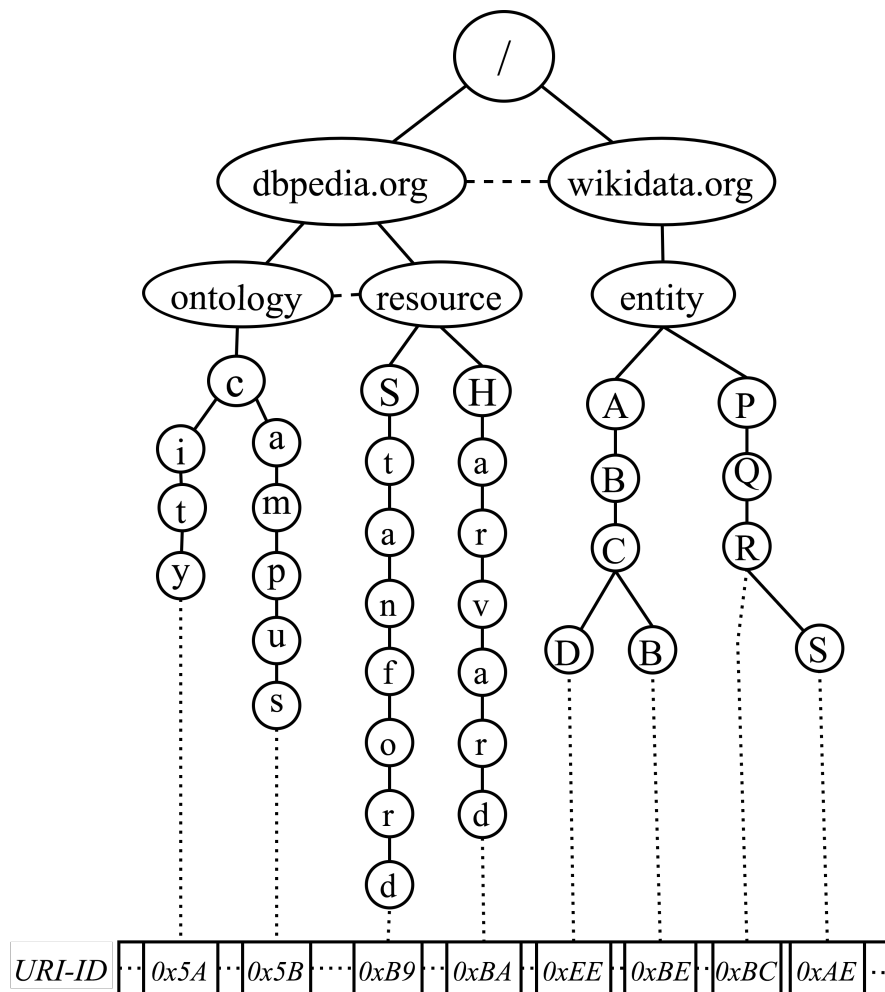 /
dbpedia.org wikidata.org
ontology resource entity
c S H A P
i a t a B Q
t m a r C R
y p n v D B S
u f a
s o r
r d
d
URI-ID 0x5A 0x5B 0xB9 0xBA 0xEE 0xBE 0xBC 0xAE